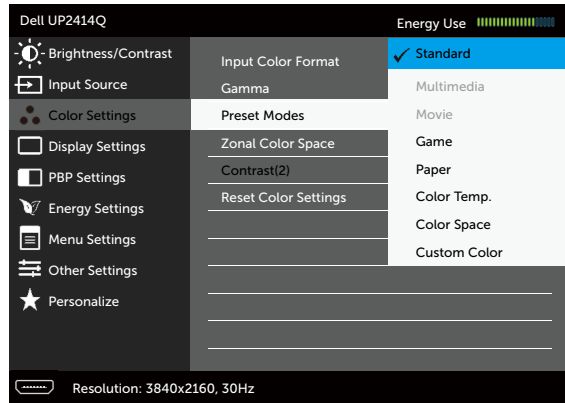 Dell UP2414Q
Energy Use
Brightness/Contrast
Input Source
Color Settings
Display Settings
PBP Settings
Energy Settings
Menu Settings
Other Settings
Personalize
Input Color Format
Gamma
Preset Modes
Zonal Color Space
Contrast(2)
Reset Color Settings
Standard
Multimedia
Movie
Game
Paper
Color Temp.
Color Space
Custom Color
Resolution: 3840x2160, 30Hz